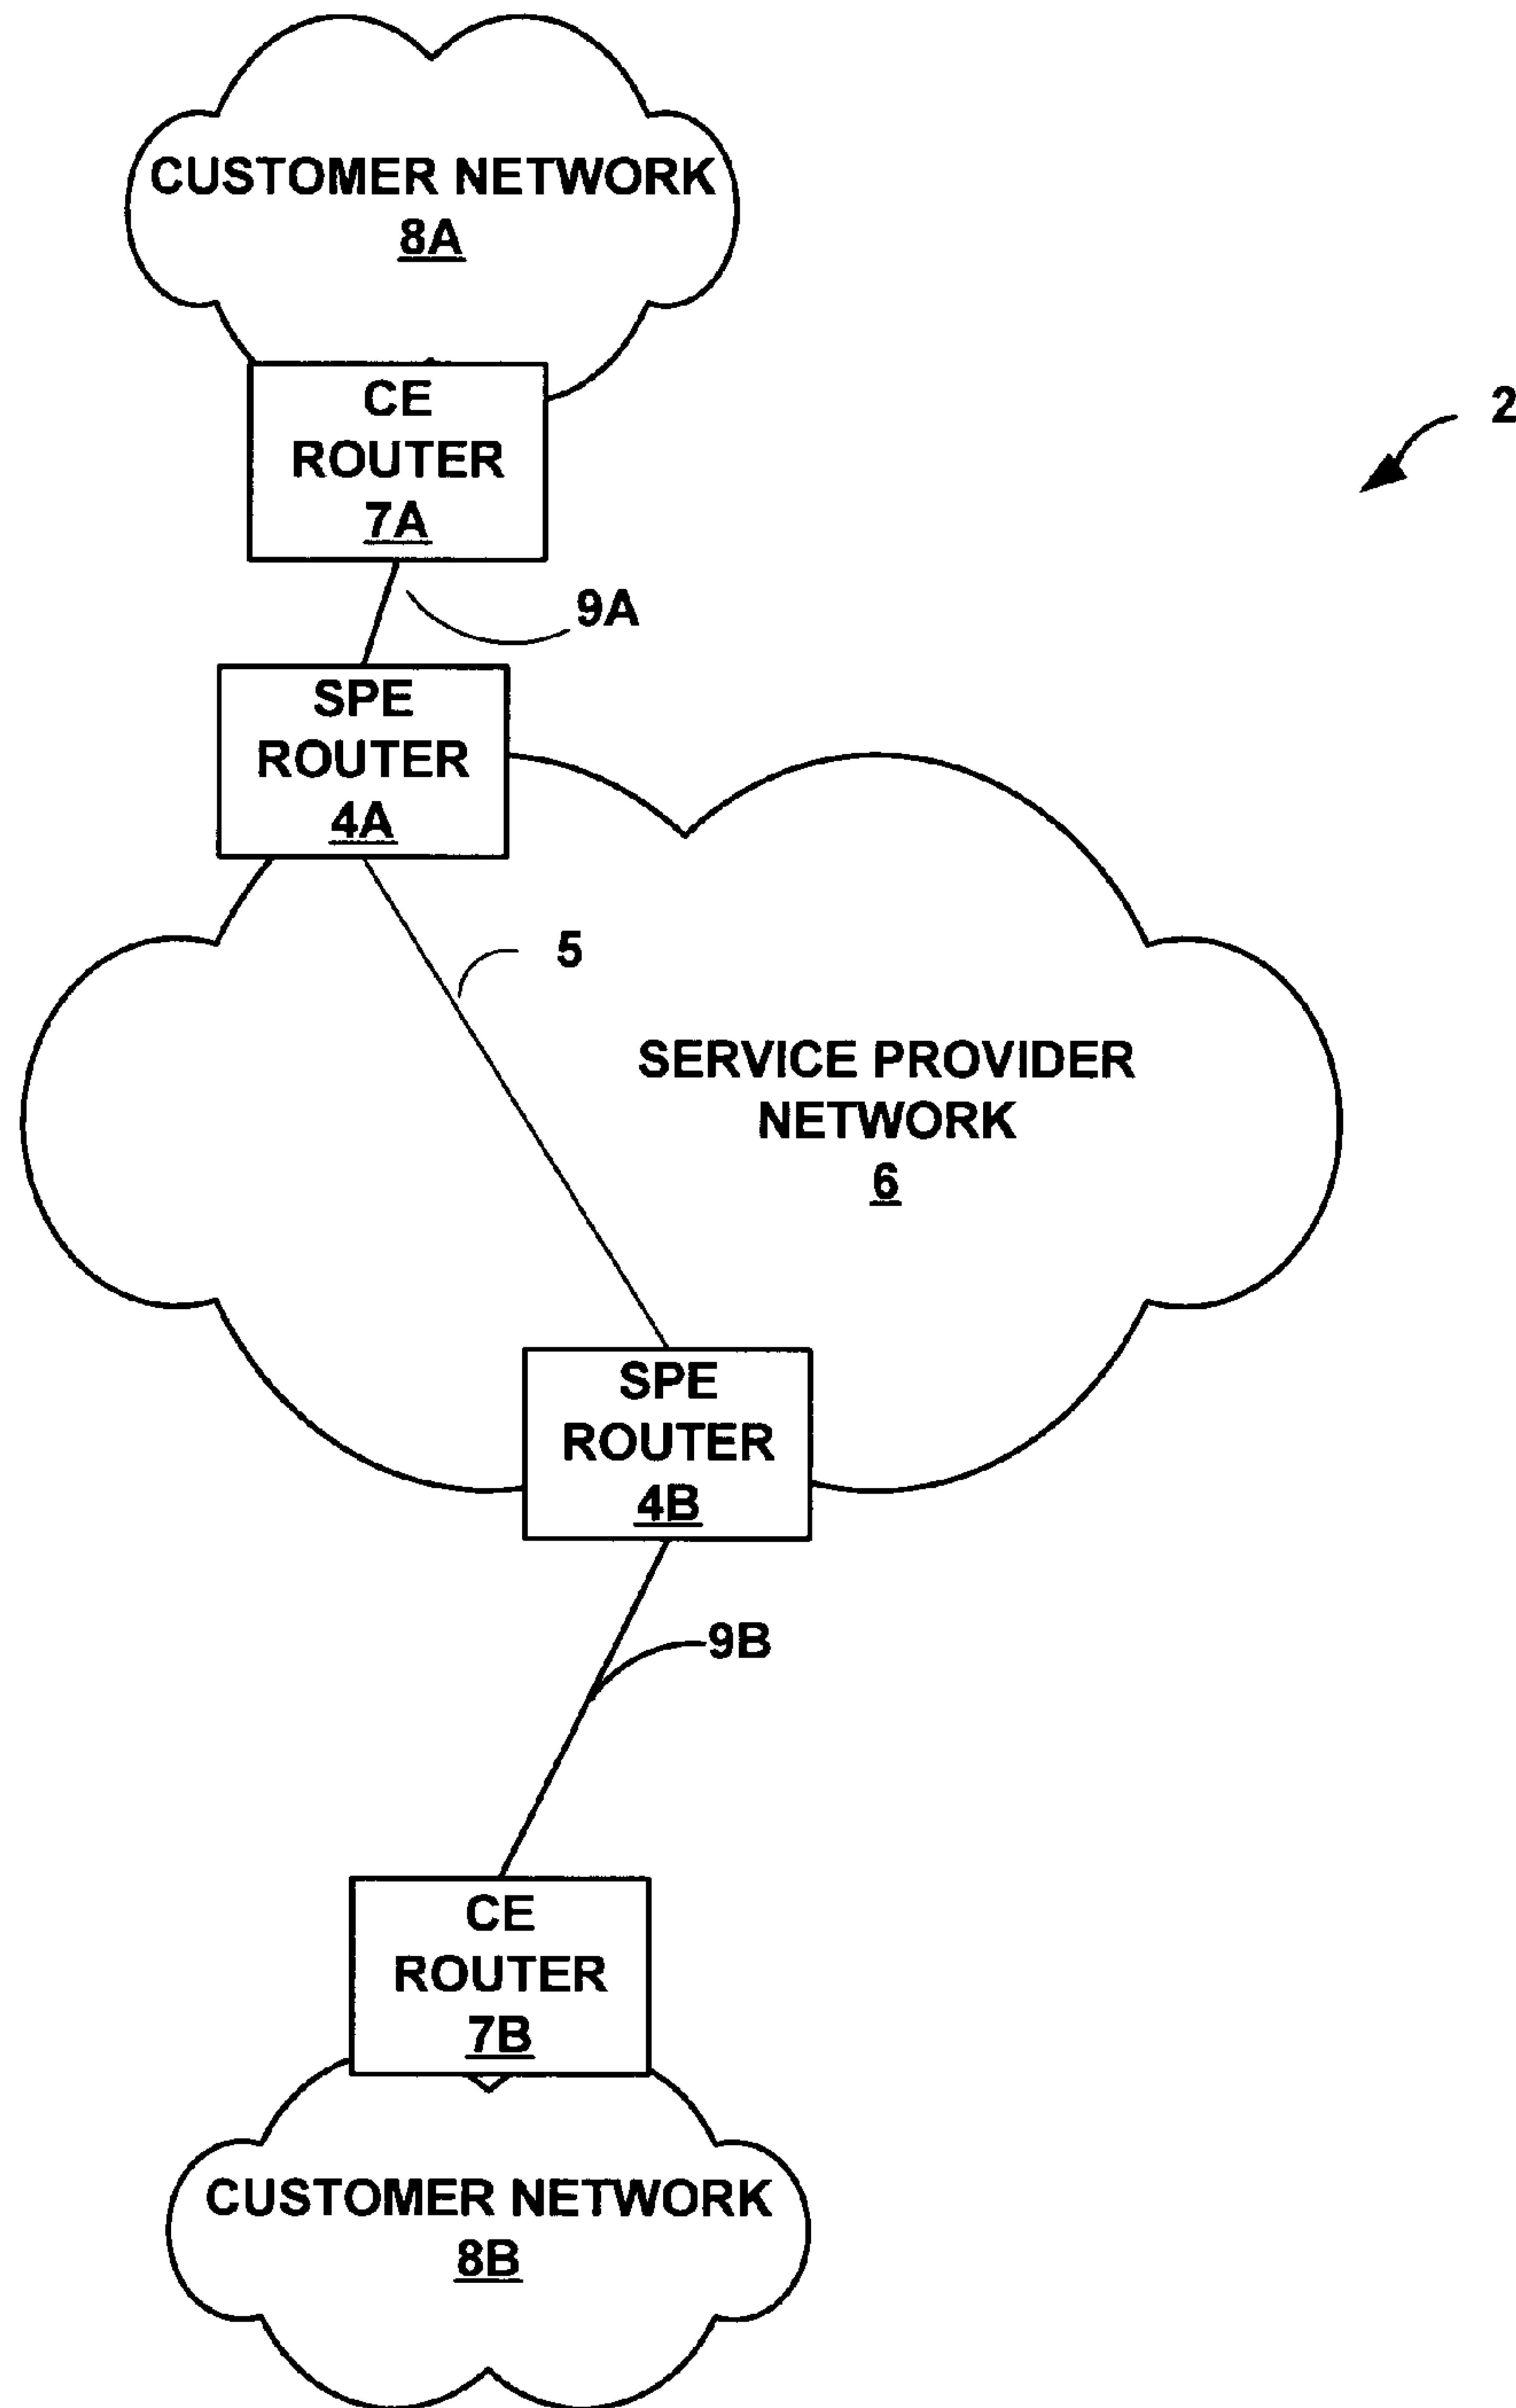 CUSTOMER NETWORK
8A
CE
ROUTER
7A
2
9A
SPE
ROUTER
4A
5
SERVICE PROVIDER
NETWORK
6
SPE
ROUTER
4B
9B
CE
ROUTER
7B
CUSTOMER NETWORK
8B